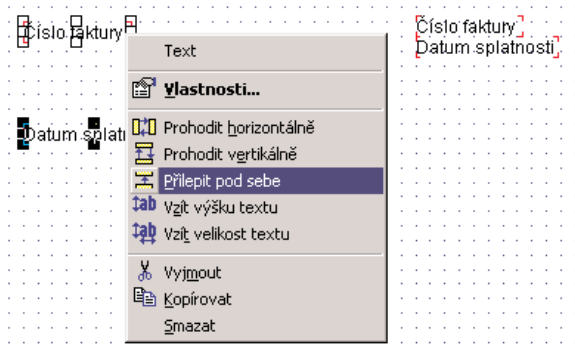 Číslo faktury
Text
Vlastnosti...
Datum splatn
Prohodit horizontálně
Prohodit vertikálně
Přilepit pod sebe
Vzít výšku textu
Vzít velikost textu
Vyjmout
Kopírovat
Smazat
Číslo faktury
Datum splatnosti